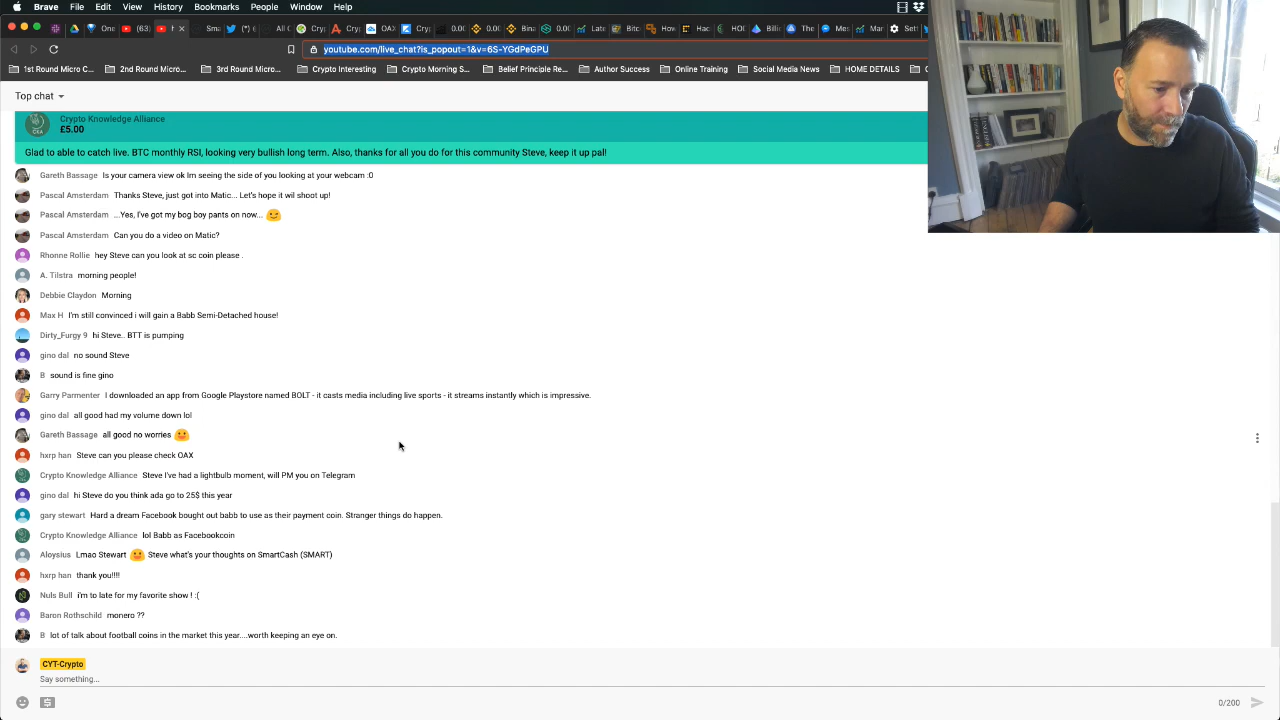 Brave File Edit View History Bookmarks People Window Help
youtube.com/live_chat?is_popout=1&v=6S-YGdPeGPU
1st Round Micro C... 2nd Round Micro... 3rd Round Micro... Crypto Interesting Crypto Morning S... Belief Principle Re... Author Success Online Training Social Media News HOME DETAILS
Top chat
Crypto Knowledge Alliance
£5.00
Glad to able to catch live. BTC monthly RSI, looking very bullish long term. Also, thanks for all you do for this community Steve, keep it up pal!
Gareth Bassage Is your camera view ok Im seeing the side of you looking at your webcam :0
Pascal Amsterdam Thanks Steve, just got into Matic... Let's hope it wil shoot up!
Pascal Amsterdam ...Yes, I've got my bog boy pants on now...
Pascal Amsterdam Can you do a video on Matic?
Rhonne Rollie hey Steve can you look at sc coin please .
A. Tilstra morning people!
Debbie Claydon Morning
Max H I'm still convinced i will gain a Babb Semi-Detached house!
Dirty_Furgy 9 hi Steve.. BTT is pumping
gino dal no sound Steve
B sound is fine gino
Garry Parmenter I downloaded an app from Google Playstore named BOLT - it casts media including live sports - it streams instantly which is impressive.
gino dal all good had my volume down lol
Gareth Bassage all good no worries
hxrp han Steve can you please check OAX
Crypto Knowledge Alliance Steve I've had a lightbulb moment, will PM you on Telegram
gino dal hi Steve do you think ada go to 25$ this year
gary stewart Hard a dream Facebook bought out babb to use as their payment coin. Stranger things do happen.
Crypto Knowledge Alliance lol Babb as Facebookcoin
Aloysius Lmao Stewart Steve what's your thoughts on SmartCash (SMART)
hxrp han thank you!!!!
Nuls Bull i'm to late for my favorite show ! :(
Baron Rothschild monero ??
B lot of talk about football coins in the market this year....worth keeping an eye on.
CYT-Crypto
Say something...
0/200